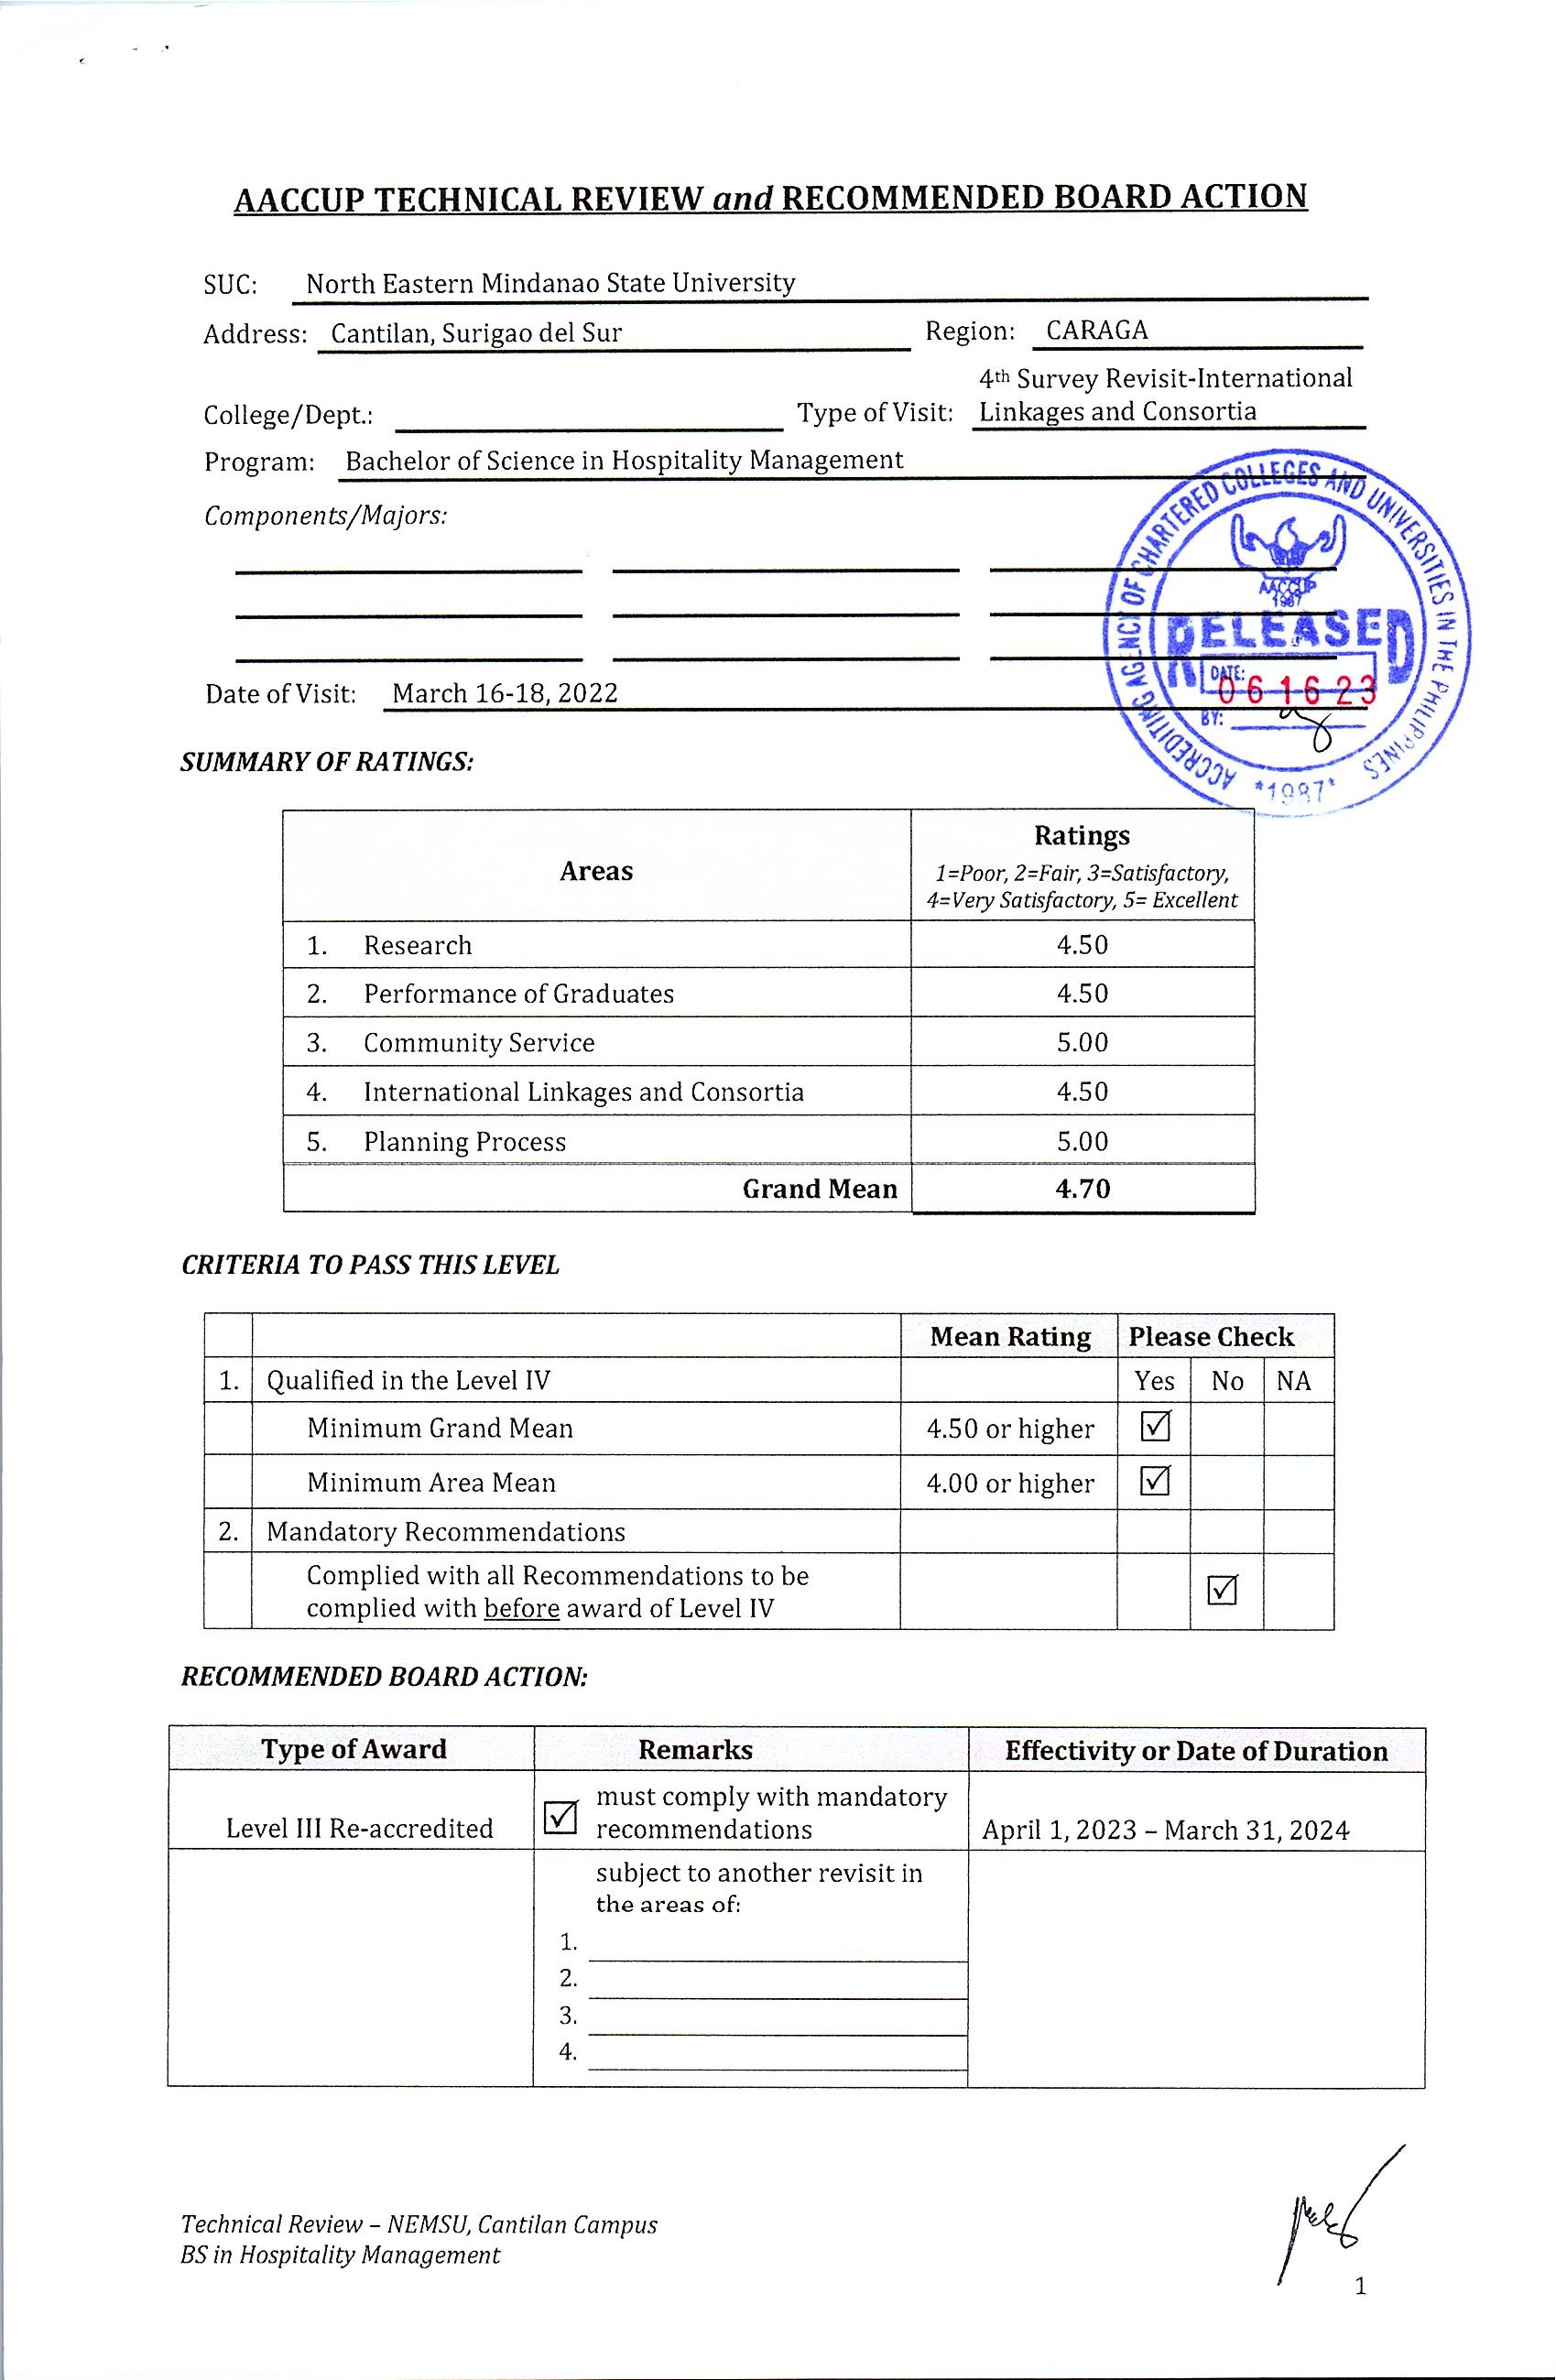 AACCUP TECHNICAL REVIEW and RECOMMENDED BOARD ACTION
SUC: North Eastern Mindanao State University
Address: Cantilan, Surigao del Sur Region: CARAGA
4th Survey Revisit-International
College/Dept.: Type of Visit: Linkages and Consortia
Program: Bachelor of Science in Hospitality Management
Components/Majors:
ACCREDITING AGENCY OF CHARTERED COLLEGES AND UNIVERSITIES IN THE PHILIPPINES
*1987*
AACCUP
1987
RELEASED
DATE: 06 16 23
BY:
Date of Visit: March 16-18, 2022
SUMMARY OF RATINGS:
Areas Ratings
1=Poor, 2=Fair, 3=Satisfactory,
4=Very Satisfactory, 5= Excellent
1. Research 4.50
2. Performance of Graduates 4.50
3. Community Service 5.00
4. International Linkages and Consortia 4.50
5. Planning Process 5.00
Grand Mean 4.70
CRITERIA TO PASS THIS LEVEL
Mean Rating Please Check
1. Qualified in the Level IV Yes No NA
Minimum Grand Mean 4.50 or higher ☑
Minimum Area Mean 4.00 or higher ☑
2. Mandatory Recommendations
Complied with all Recommendations to be
complied with before award of Level IV ☑
RECOMMENDED BOARD ACTION:
Type of Award Remarks Effectivity or Date of Duration
☑ must comply with mandatory
Level III Re-accredited recommendations April 1, 2023 – March 31, 2024
subject to another revisit in
the areas of:
1.
2.
3.
4.
Technical Review – NEMSU, Cantilan Campus
BS in Hospitality Management
1